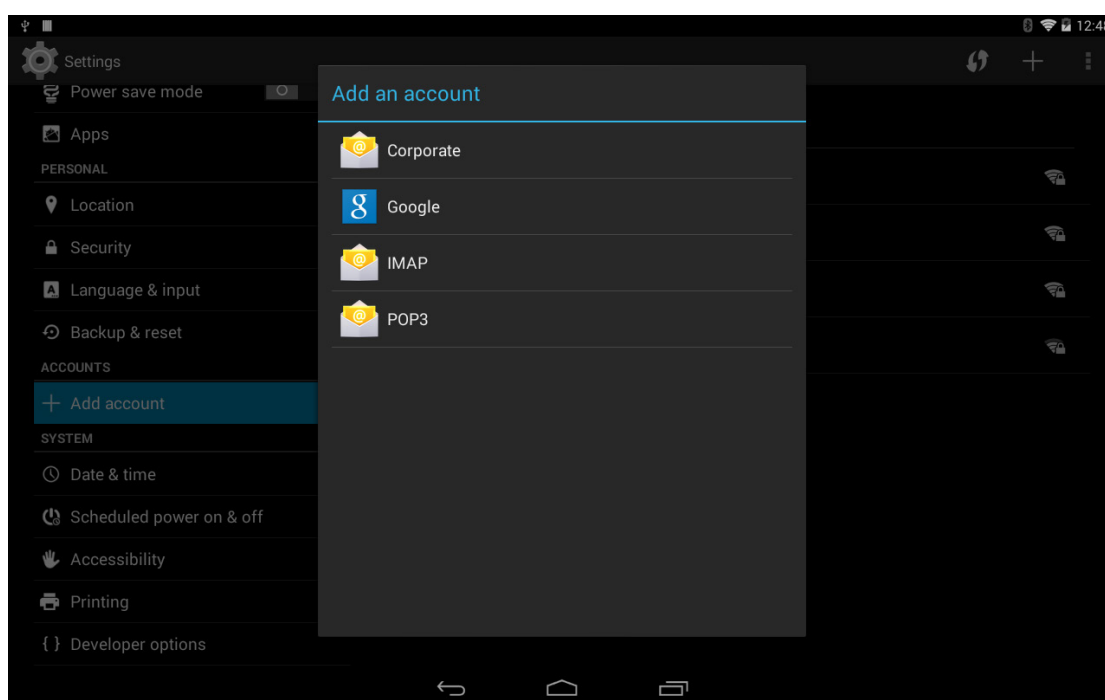 12:48
Settings
Power save mode
Apps
PERSONAL
Location
Security
Language & input
Backup & reset
ACCOUNTS
+ Add account
SYSTEM
Date & time
Scheduled power on & off
Accessibility
Printing
{ } Developer options
Add an account
Corporate
Google
IMAP
POP3